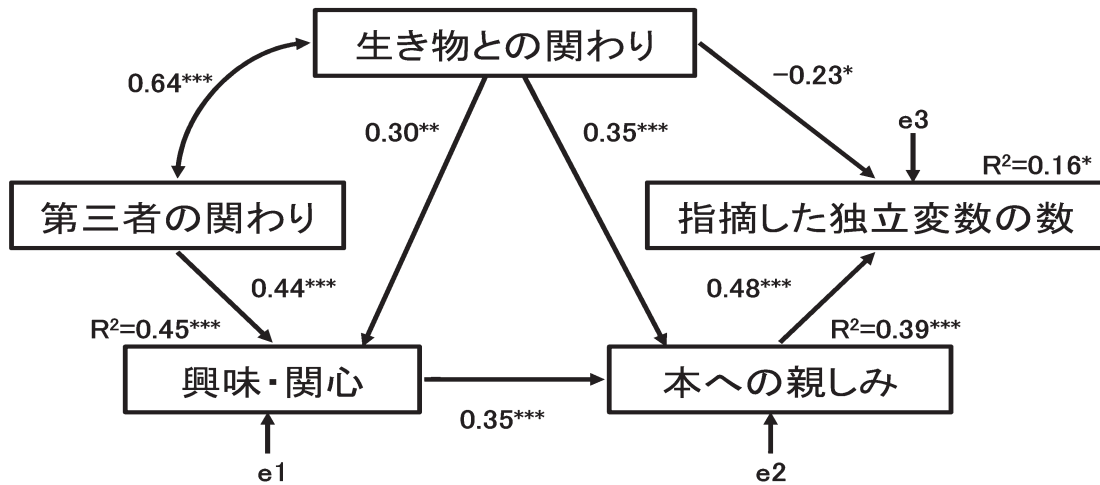 生き物との関わり
0.64***
-0.23*
0.30**
0.35***
e3
R²=0.16*
第三者の関わり
指摘した独立変数の数
0.44***
0.48***
R²=0.45***
R²=0.39***
興味・関心
本への親しみ
0.35***
e1
e2